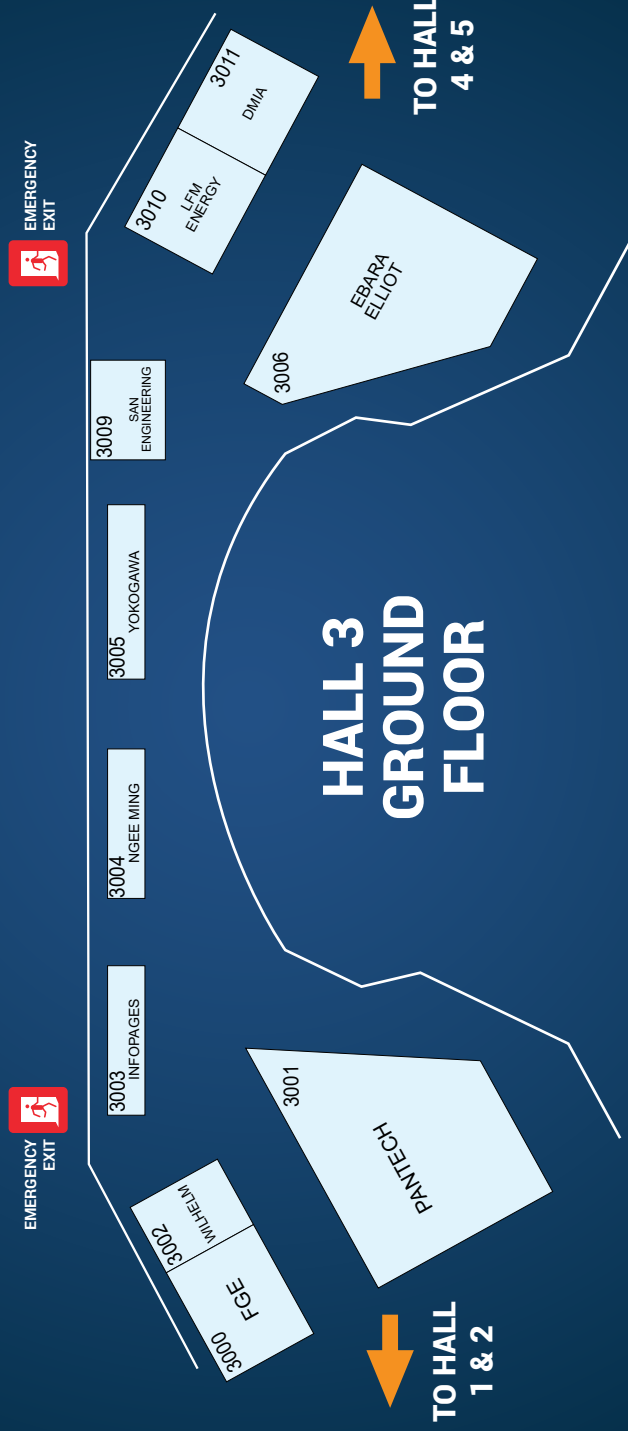 EMERGENCY
EXIT
EMERGENCY
EXIT
3000
FGE
3002
WILHELM
3003
INFOPAGES
3004
NGEE MING
3005
YOKOGAWA
3009
SAN
ENGINEERING
3010
LFM
ENERGY
3011
DMIA
3001
PANTECH
3006
EBARA
ELLIOT
HALL 3
GROUND
FLOOR
TO HALL
1 & 2
TO HALL
4 & 5